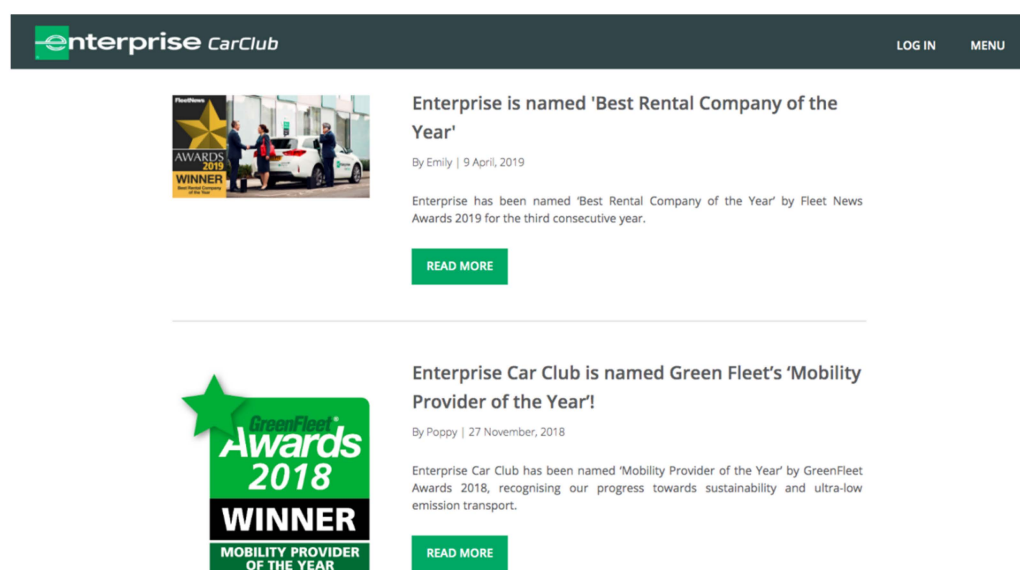 enterprise CarClub
LOG IN
MENU
FleetNews
AWARDS
2019
WINNER
Best Rental Company
of the Year
Enterprise is named 'Best Rental Company of the
Year'
By Emily | 9 April, 2019
Enterprise has been named ‘Best Rental Company of the Year’ by Fleet News
Awards 2019 for the third consecutive year.
READ MORE
GreenFleet
Awards
2018
WINNER
MOBILITY PROVIDER
OF THE YEAR
Enterprise Car Club is named Green Fleet’s ‘Mobility
Provider of the Year’!
By Poppy | 27 November, 2018
Enterprise Car Club has been named ‘Mobility Provider of the Year’ by GreenFleet
Awards 2018, recognising our progress towards sustainability and ultra-low
emission transport.
READ MORE